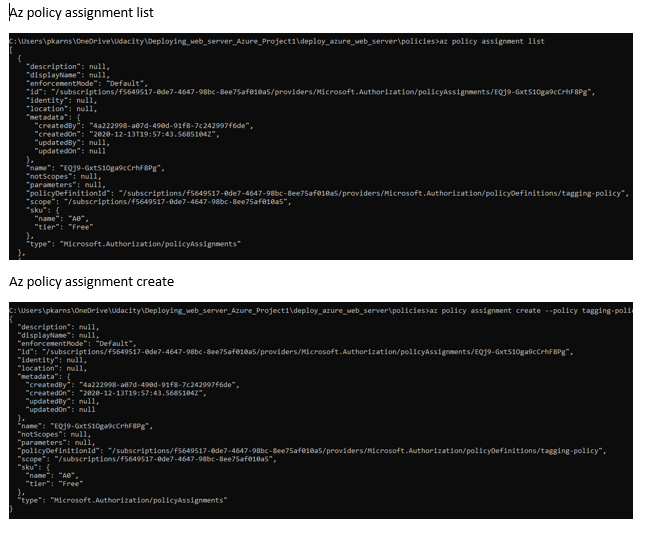 Az policy assignment list
C:\Users\pkarns\OneDrive\Udacity\Deploying_web_server_Azure_Project1\deploy_azure_web_server\policies>az policy assignment list
[
  {
    "description": null,
    "displayName": null,
    "enforcementMode": "Default",
    "id": "/subscriptions/f5649517-0de7-4647-98bc-8ee75af010a5/providers/Microsoft.Authorization/policyAssignments/EQj9-GxtS1Oga9cCrhF8Pg",
    "identity": null,
    "location": null,
    "metadata": {
      "createdBy": "4a222998-a07d-490d-91f8-7c242997f6de",
      "createdOn": "2020-12-13T19:57:43.5685104Z",
      "updatedBy": null,
      "updatedOn": null
    },
    "name": "EQj9-GxtS1Oga9cCrhF8Pg",
    "notScopes": null,
    "parameters": null,
    "policyDefinitionId": "/subscriptions/f5649517-0de7-4647-98bc-8ee75af010a5/providers/Microsoft.Authorization/policyDefinitions/tagging-policy",
    "scope": "/subscriptions/f5649517-0de7-4647-98bc-8ee75af010a5",
    "sku": {
      "name": "A0",
      "tier": "Free"
    },
    "type": "Microsoft.Authorization/policyAssignments"
  },
Az policy assignment create
C:\Users\pkarns\OneDrive\Udacity\Deploying_web_server_Azure_Project1\deploy_azure_web_server\policies>az policy assignment create --policy tagging-poli
{
  "description": null,
  "displayName": null,
  "enforcementMode": "Default",
  "id": "/subscriptions/f5649517-0de7-4647-98bc-8ee75af010a5/providers/Microsoft.Authorization/policyAssignments/EQj9-GxtS1Oga9cCrhF8Pg",
  "identity": null,
  "location": null,
  "metadata": {
    "createdBy": "4a222998-a07d-490d-91f8-7c242997f6de",
    "createdOn": "2020-12-13T19:57:43.5685104Z",
    "updatedBy": null,
    "updatedOn": null
  },
  "name": "EQj9-GxtS1Oga9cCrhF8Pg",
  "notScopes": null,
  "parameters": null,
  "policyDefinitionId": "/subscriptions/f5649517-0de7-4647-98bc-8ee75af010a5/providers/Microsoft.Authorization/policyDefinitions/tagging-policy",
  "scope": "/subscriptions/f5649517-0de7-4647-98bc-8ee75af010a5",
  "sku": {
    "name": "A0",
    "tier": "Free"
  },
  "type": "Microsoft.Authorization/policyAssignments"
}